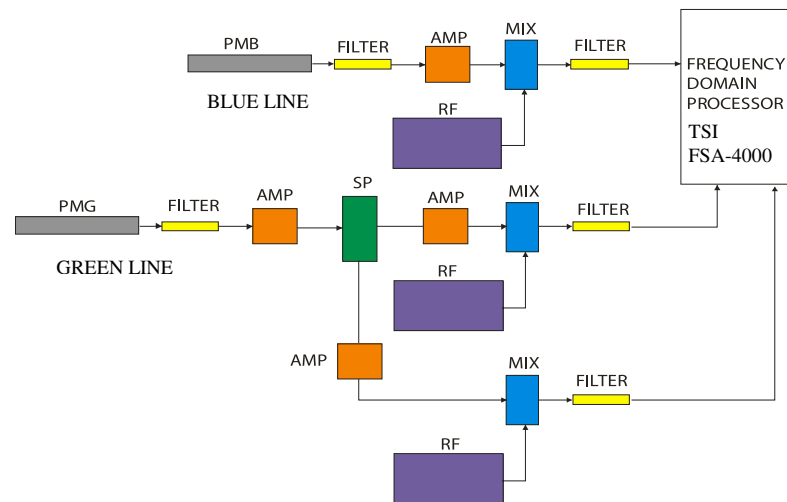 PMB
FILTER
AMP
MIX
FILTER
BLUE LINE
RF
FREQUENCY
DOMAIN
PROCESSOR
TSI
FSA-4000
PMG
FILTER
AMP
SP
AMP
MIX
FILTER
GREEN LINE
RF
AMP
MIX
FILTER
RF